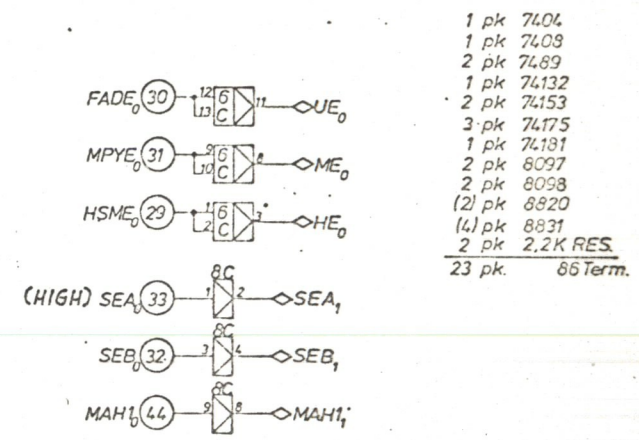 1 pk 7404
1 pk 7408
2 pk 7489
1 pk 74132
2 pk 74153
3 pk 74175
1 pk 74181
2 pk 8097
2 pk 8098
(2) pk 8820
(4) pk 8831
2 pk 2,2K RES.
23 pk. 86 Term.
FADE₀ 30 12 13 6 C 11 UE₀
MPYE₀ 31 9 10 6 C 8 ME₀
HSME₀ 29 1 2 6 C 3 HE₀
8C
(HIGH) SEA₀ 33 1 2 SEA₁
8C
SEB₀ 32 3 4 SEB₁
8C
MAH1₀ 44 9 8 MAH1₁